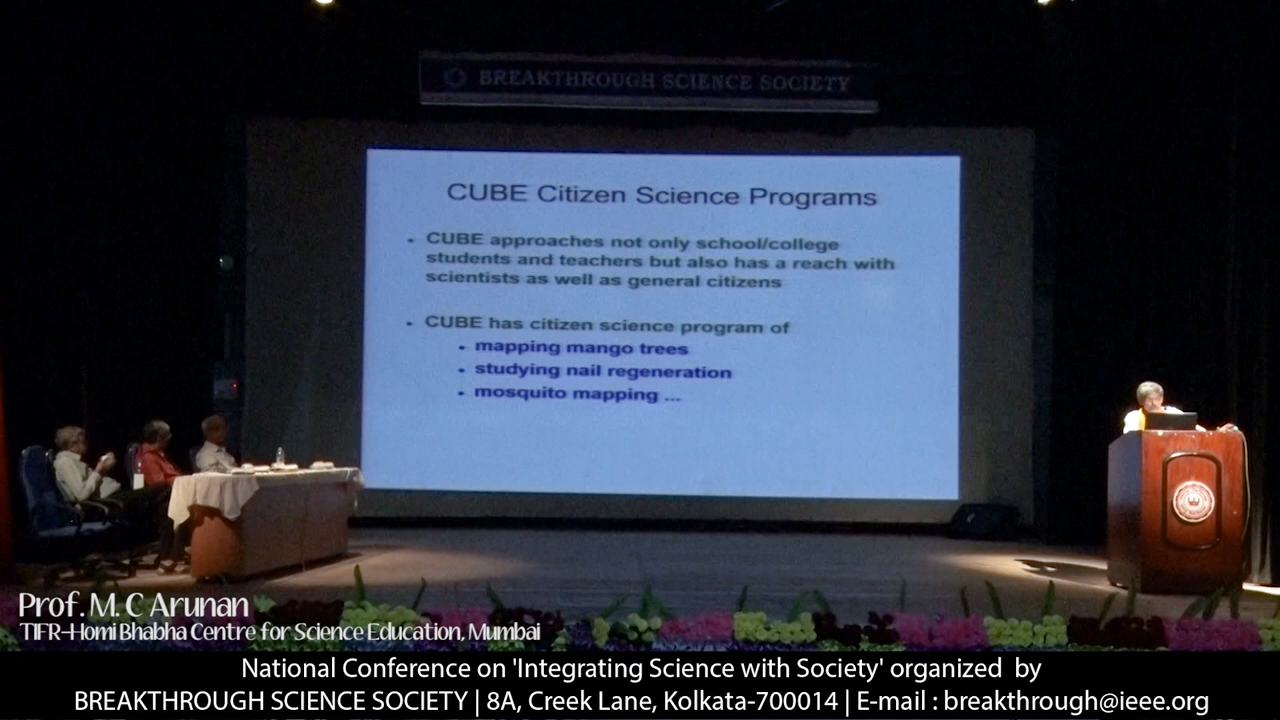 BREAKTHROUGH SCIENCE SOCIETY
CUBE Citizen Science Programs
• CUBE approaches not only school/college
students and teachers but also has a reach with
scientists as well as general citizens
• CUBE has citizen science program of
• mapping mango trees
• studying nail regeneration
• mosquito mapping ...
Prof. M. C Arunan
TIFR-Homi Bhabha Centre for Science Education, Mumbai
National Conference on 'Integrating Science with Society' organized by
BREAKTHROUGH SCIENCE SOCIETY | 8A, Creek Lane, Kolkata-700014 | E-mail : breakthrough@ieee.org